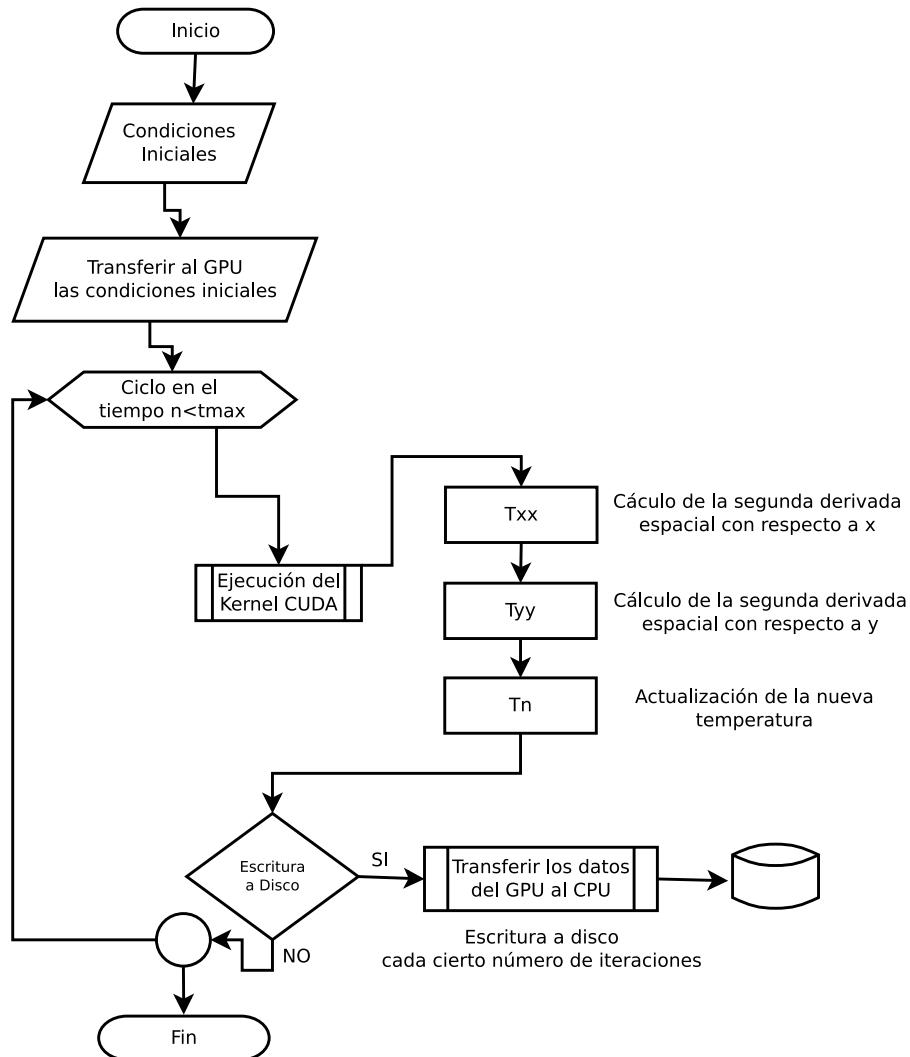 Inicio
Condiciones
Iniciales
Transferir al GPU
las condiciones iniciales
Ciclo en el
tiempo n<tmax
Txx
Cáculo de la segunda derivada
espacial con respecto a x
Ejecución del
Kernel CUDA
Tyy
Cálculo de la segunda derivada
espacial con respecto a y
Tn
Actualización de la nueva
temperatura
Escritura
a Disco
SI
Transferir los datos
del GPU al CPU
NO
Escritura a disco
cada cierto número de iteraciones
Fin